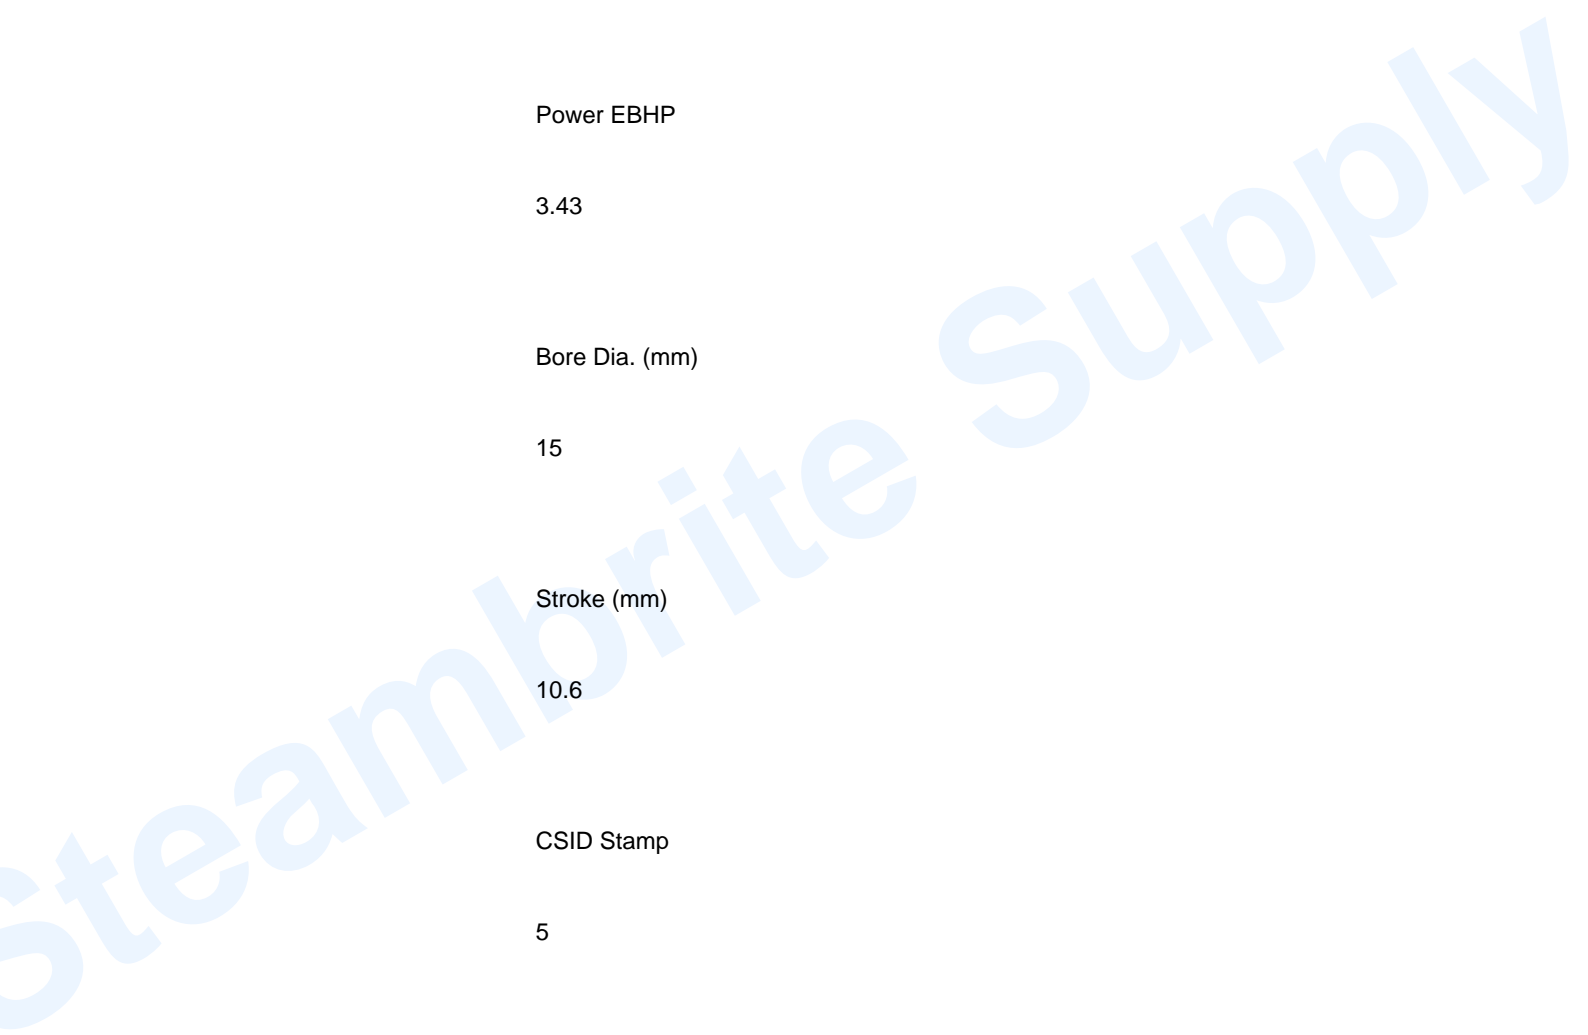 Power EBHP
3.43
Bore Dia. (mm)
15
Stroke (mm)
10.6
CSID Stamp
5
Steambrite Supply